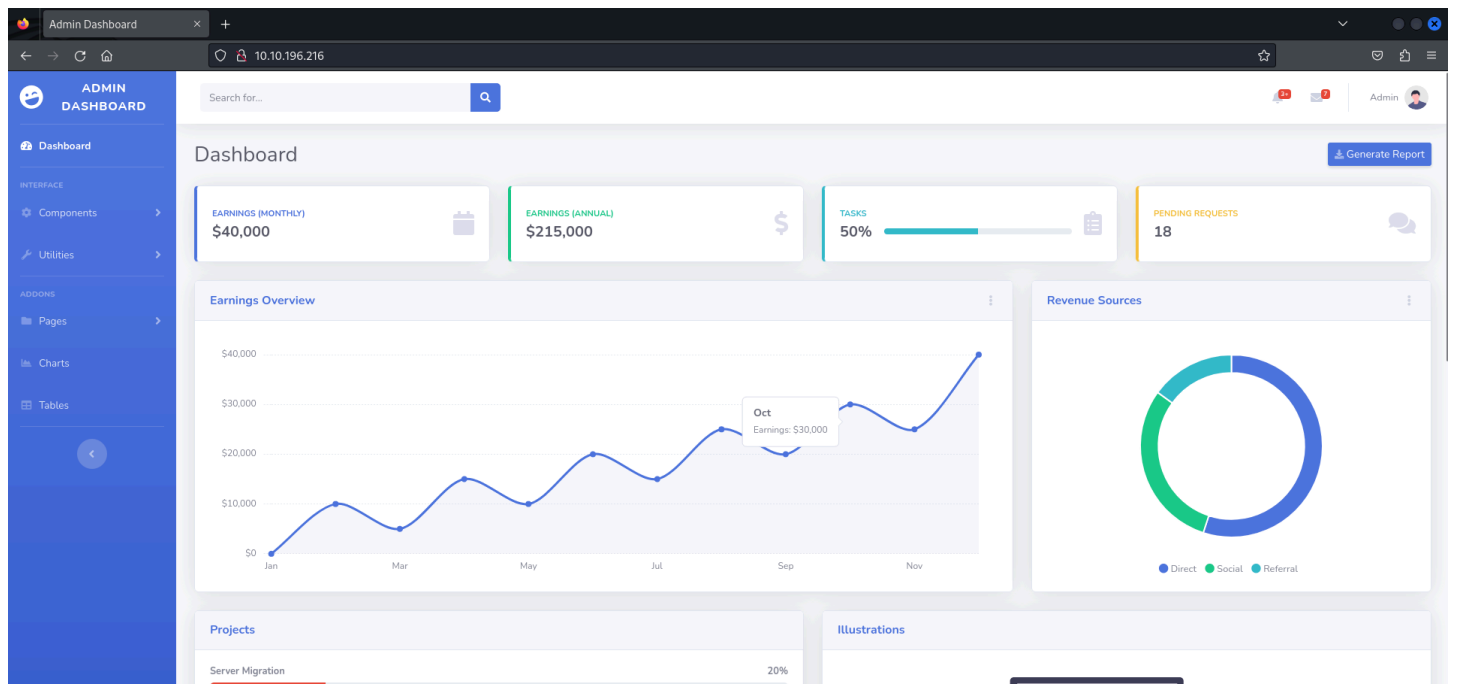 Admin Dashboard
10.10.196.216
ADMIN
DASHBOARD
Search for...
3+
7
Admin
Dashboard
INTERFACE
Components
Utilities
ADDONS
Pages
Charts
Tables
Dashboard
Generate Report
EARNINGS (MONTHLY)
$40,000
EARNINGS (ANNUAL)
$215,000
TASKS
50%
PENDING REQUESTS
18
Earnings Overview
$40,000
$30,000
$20,000
$10,000
$0
Jan Mar May Jul Sep Nov
Oct
Earnings: $30,000
Revenue Sources
Direct Social Referral
Projects
Server Migration 20%
Illustrations